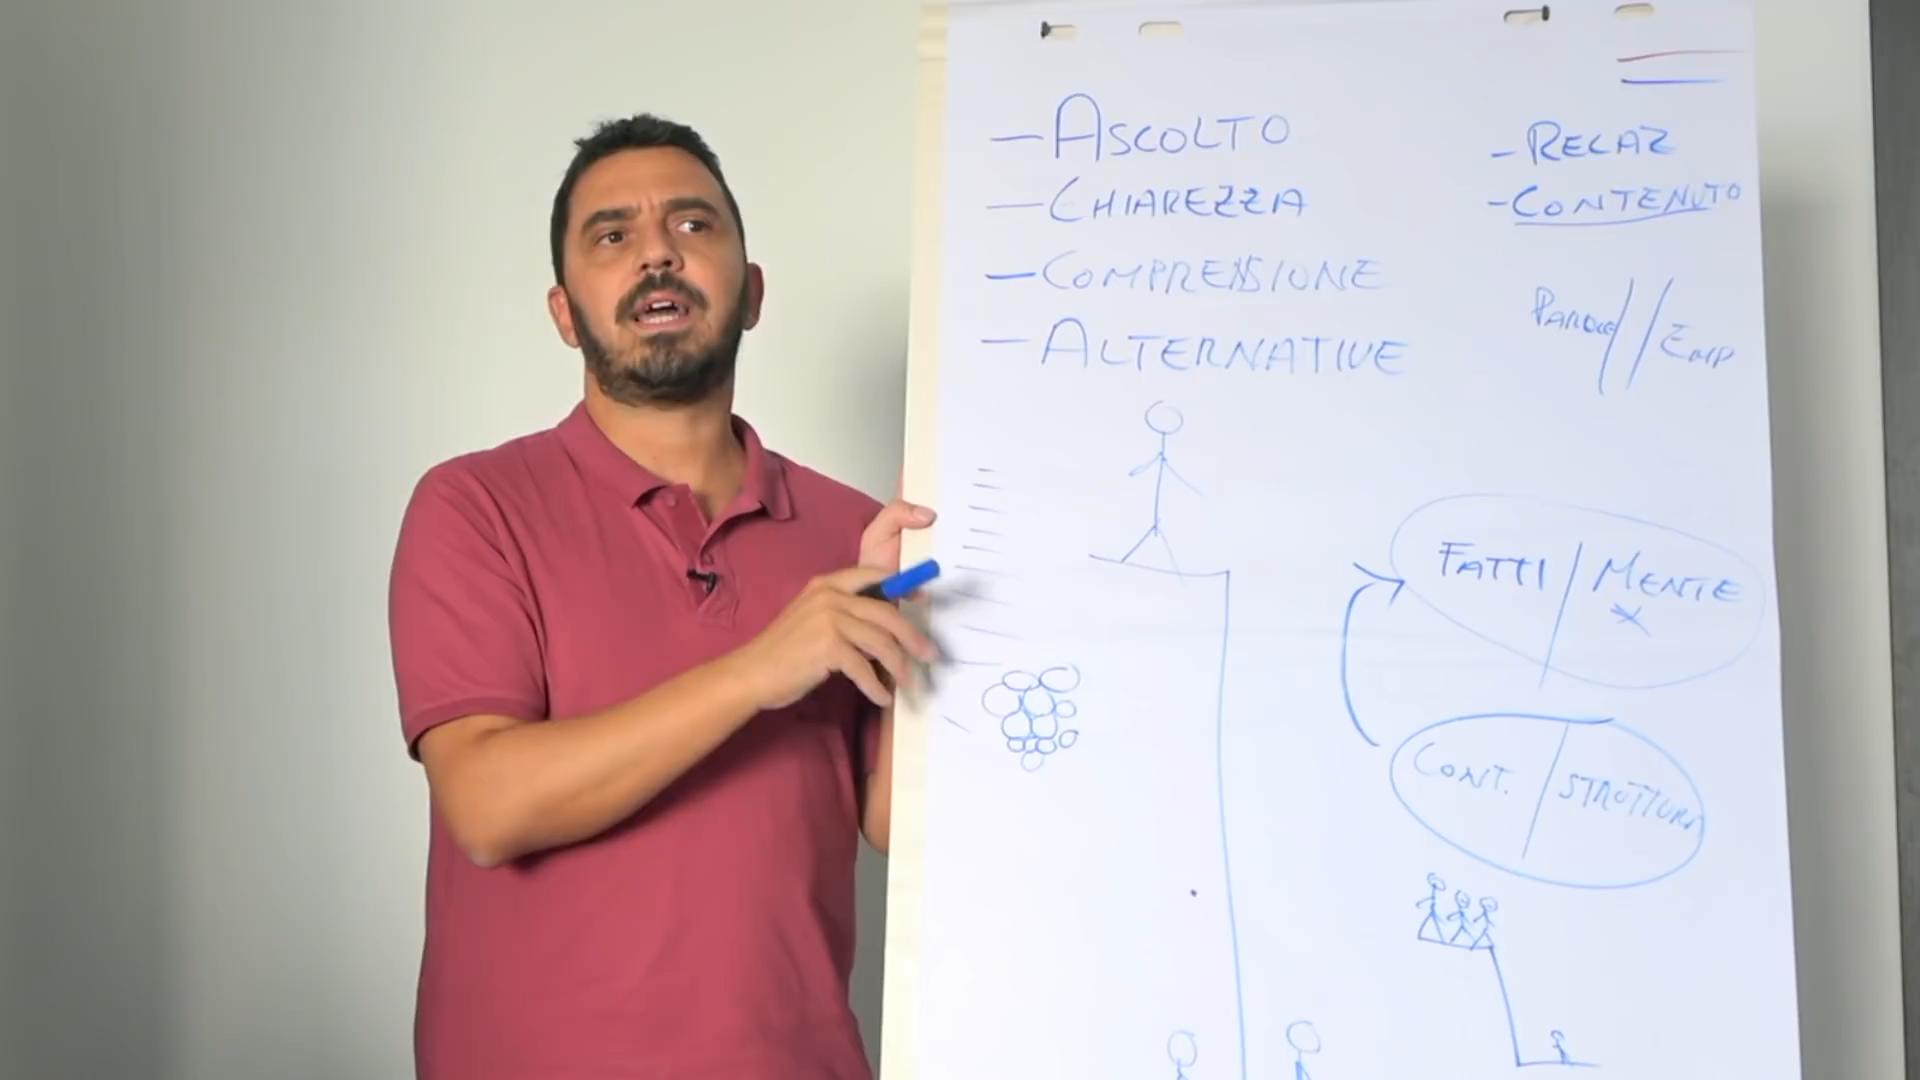 — ASCOLTO
— CHIAREZZA
— COMPRENSIONE
— ALTERNATIVE
- RELAZ
- CONTENUTO
PAROLE // EMP
FATTI / MENTE
CONT. / STRUTTURA